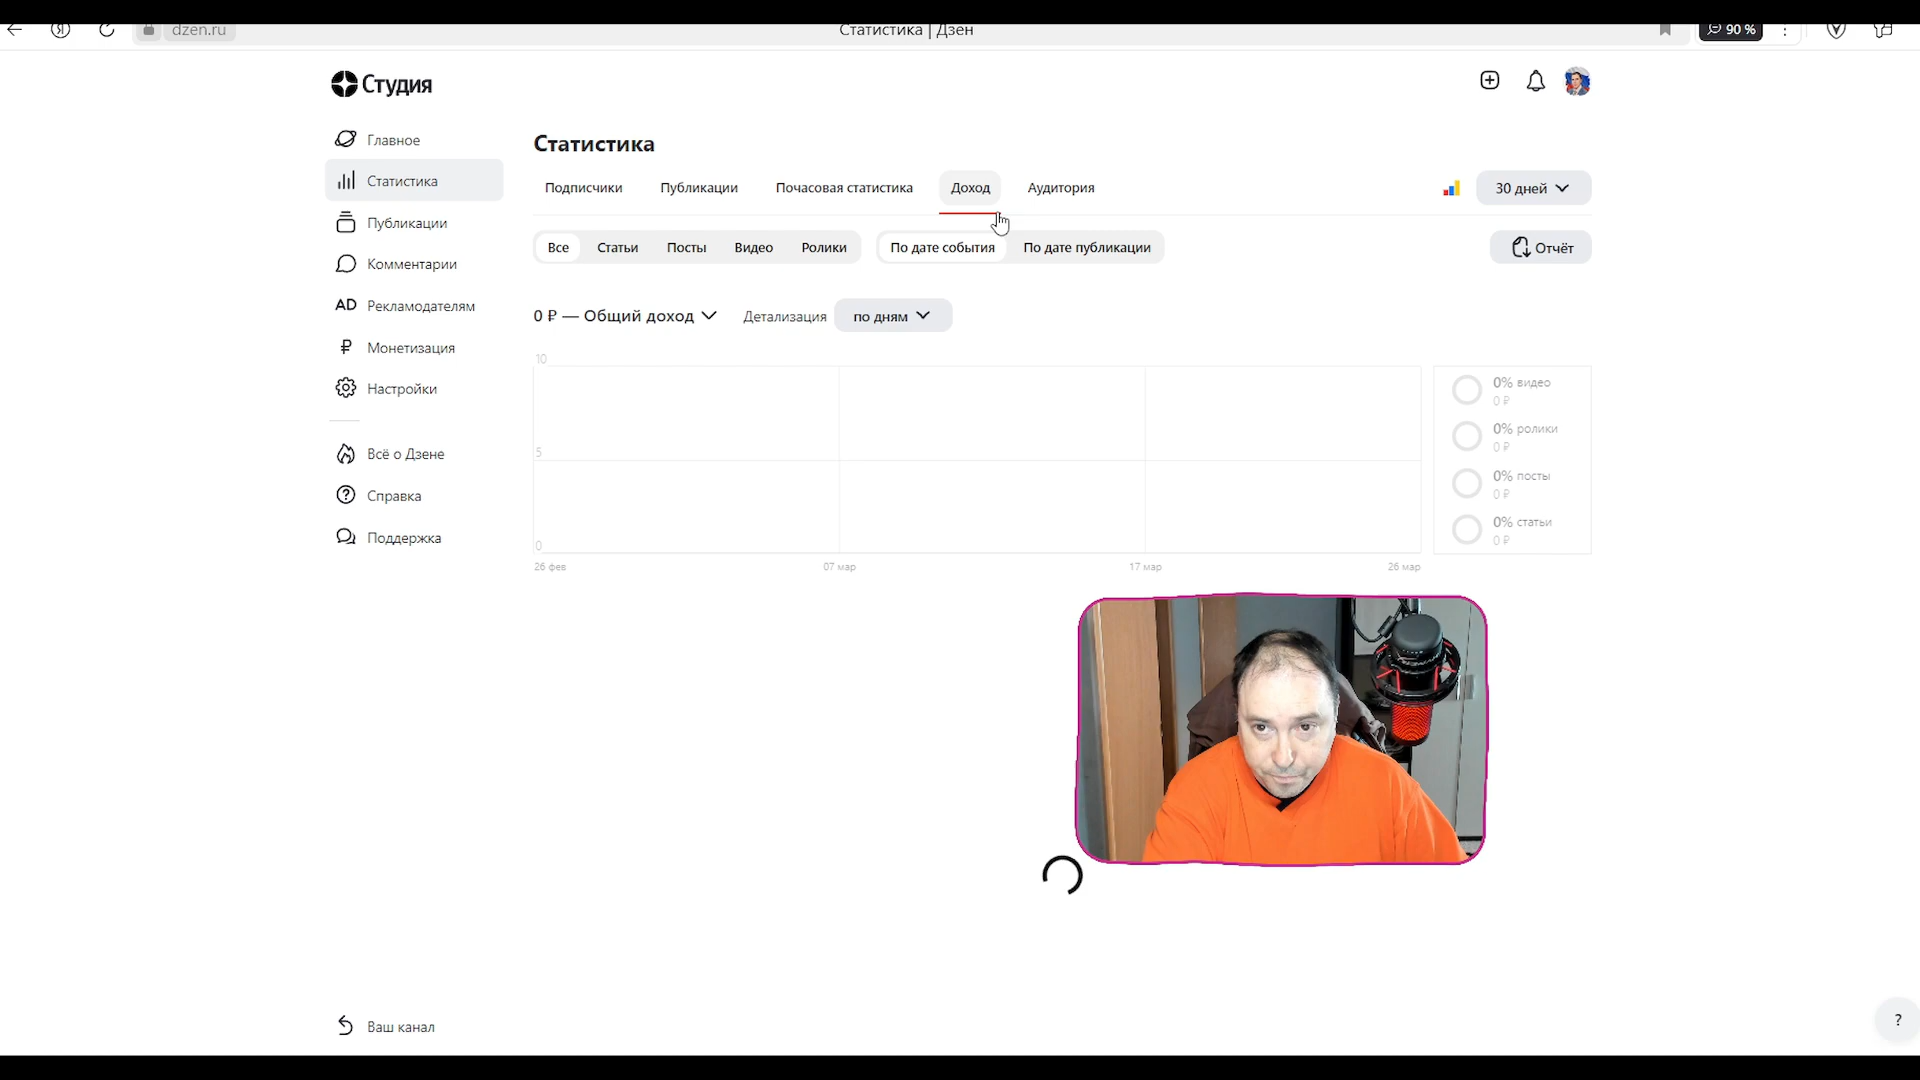 dzen.ru
Статистика | Дзен
90 %
Студия
Главное
Статистика
Публикации
Комментарии
AD Рекламодателям
Монетизация
Настройки
Всё о Дзене
Справка
Поддержка
Ваш канал
Статистика
Подписчики Публикации Почасовая статистика Доход Аудитория
30 дней
Все Статьи Посты Видео Ролики По дате события По дате публикации
Отчёт
0 ₽ — Общий доход Детализация по дням
10
5
0
26 фев 07 мар 17 мар 26 мар
0% видео
0 ₽
0% ролики
0 ₽
0% посты
0 ₽
0% статьи
0 ₽
?